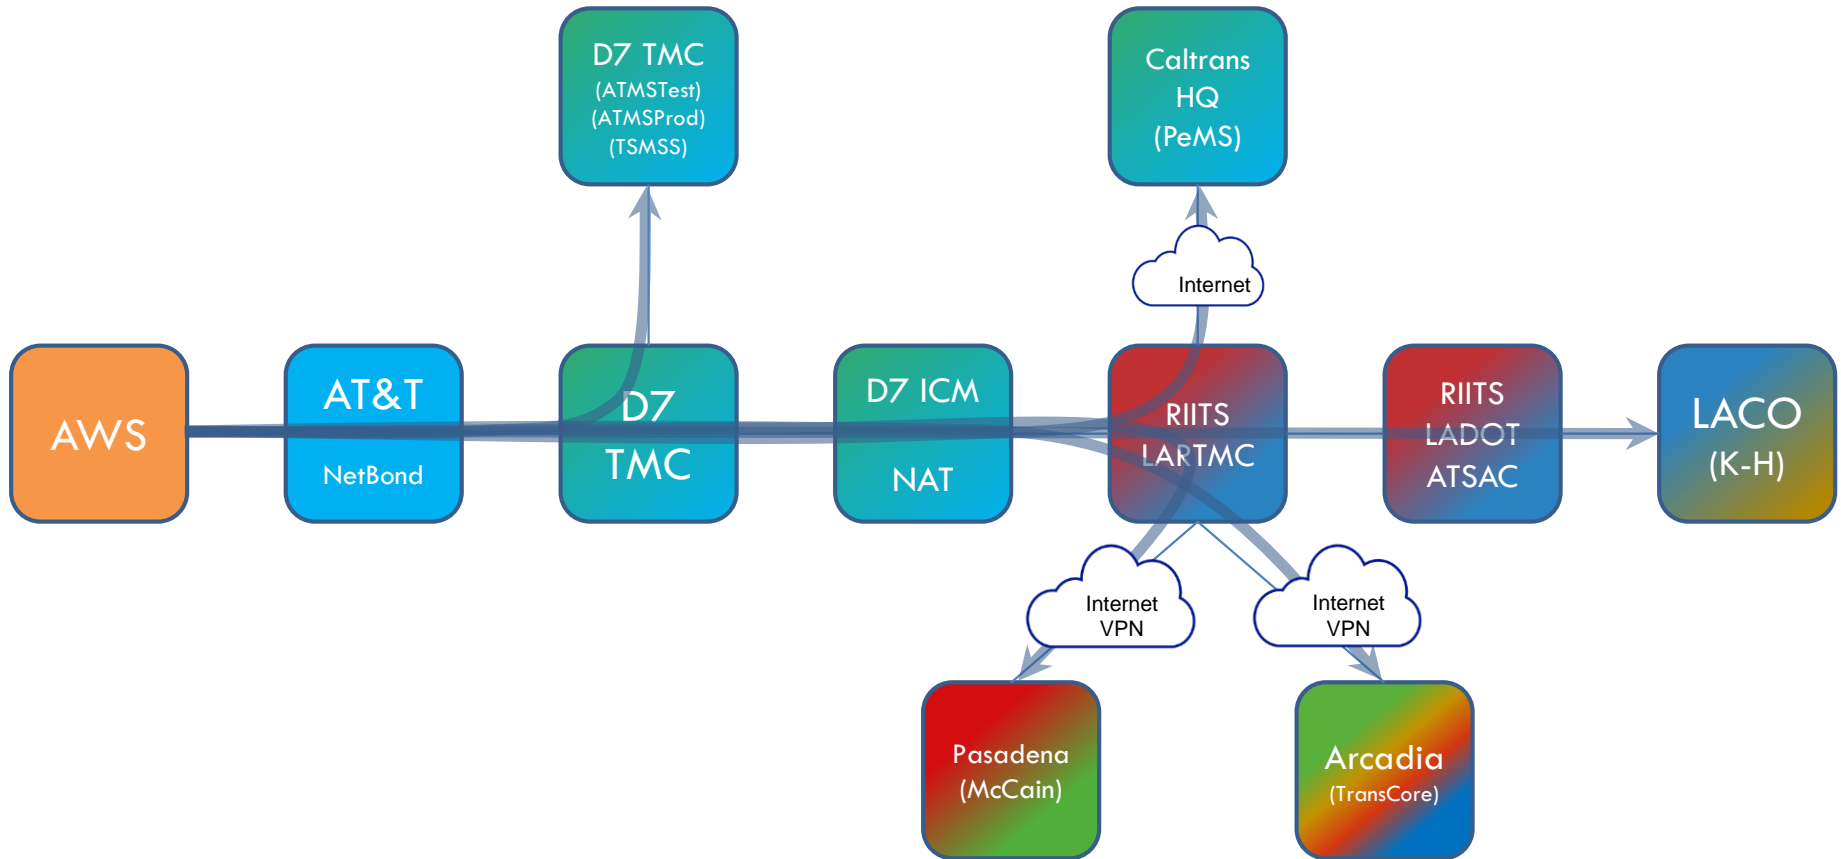 D7 TMC
(ATMSTest)
(ATMSProd)
(TSMSS)
Caltrans
HQ
(PeMS)
Internet
AWS
AT&T
NetBond
D7
TMC
D7 ICM
NAT
RIITS
LARTMC
RIITS
LADOT
ATSAC
LACO
(K-H)
Internet
VPN
Internet
VPN
Pasadena
(McCain)
Arcadia
(TransCore)